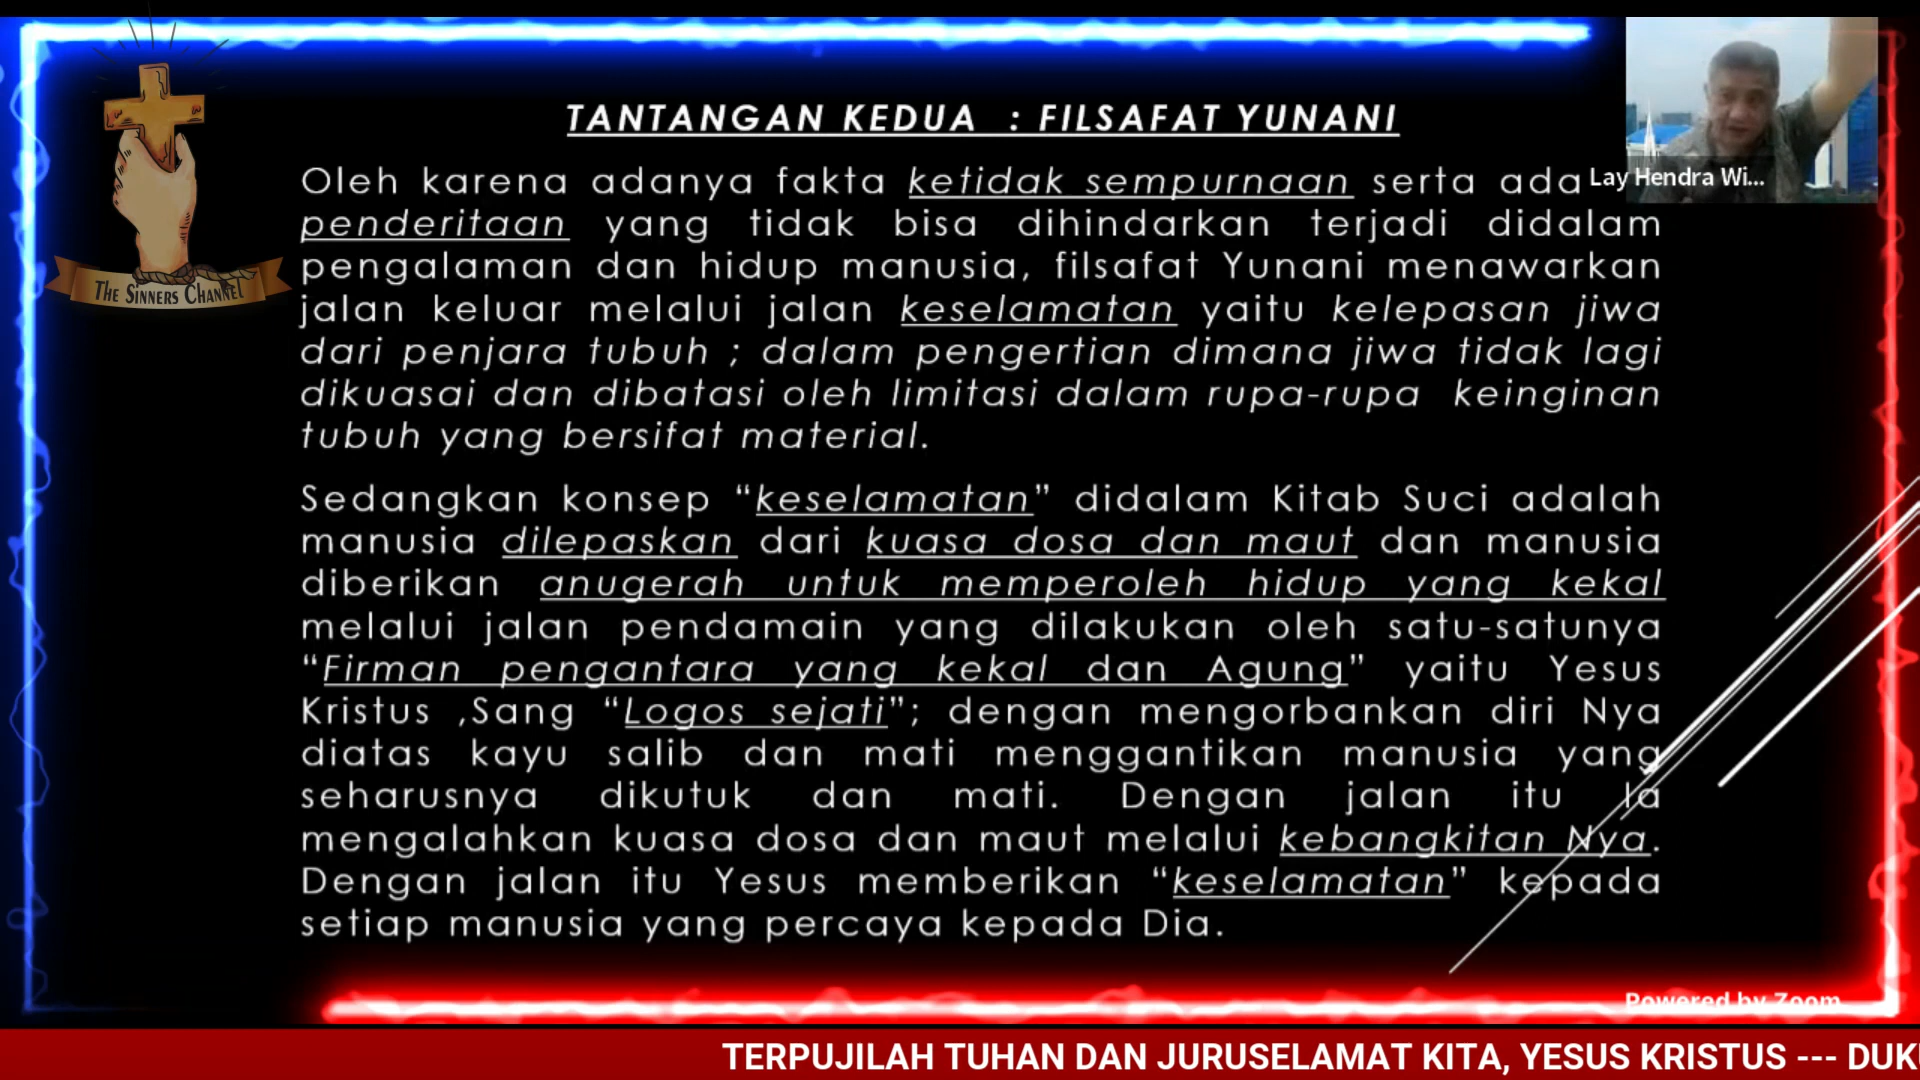 TANTANGAN KEDUA : FILSAFAT YUNANI
Oleh karena adanya fakta ketidak sempurnaan serta ada
penderitaan yang tidak bisa dihindarkan terjadi didalam
pengalaman dan hidup manusia, filsafat Yunani menawarkan
jalan keluar melalui jalan keselamatan yaitu kelepasan jiwa
dari penjara tubuh ; dalam pengertian dimana jiwa tidak lagi
dikuasai dan dibatasi oleh limitasi dalam rupa-rupa keinginan
tubuh yang bersifat material.
Sedangkan konsep “keselamatan” didalam Kitab Suci adalah
manusia dilepaskan dari kuasa dosa dan maut dan manusia
diberikan anugerah untuk memperoleh hidup yang kekal
melalui jalan pendamain yang dilakukan oleh satu-satunya
“Firman pengantara yang kekal dan Agung” yaitu Yesus
Kristus ,Sang “Logos sejati”; dengan mengorbankan diri Nya
diatas kayu salib dan mati menggantikan manusia yang
seharusnya dikutuk dan mati. Dengan jalan itu Ia
mengalahkan kuasa dosa dan maut melalui kebangkitan Nya.
Dengan jalan itu Yesus memberikan “keselamatan” kepada
setiap manusia yang percaya kepada Dia.
THE SINNERS CHANNEL
Lay Hendra Wi...
Powered by Zoom
TERPUJILAH TUHAN DAN JURUSELAMAT KITA, YESUS KRISTUS --- DUK